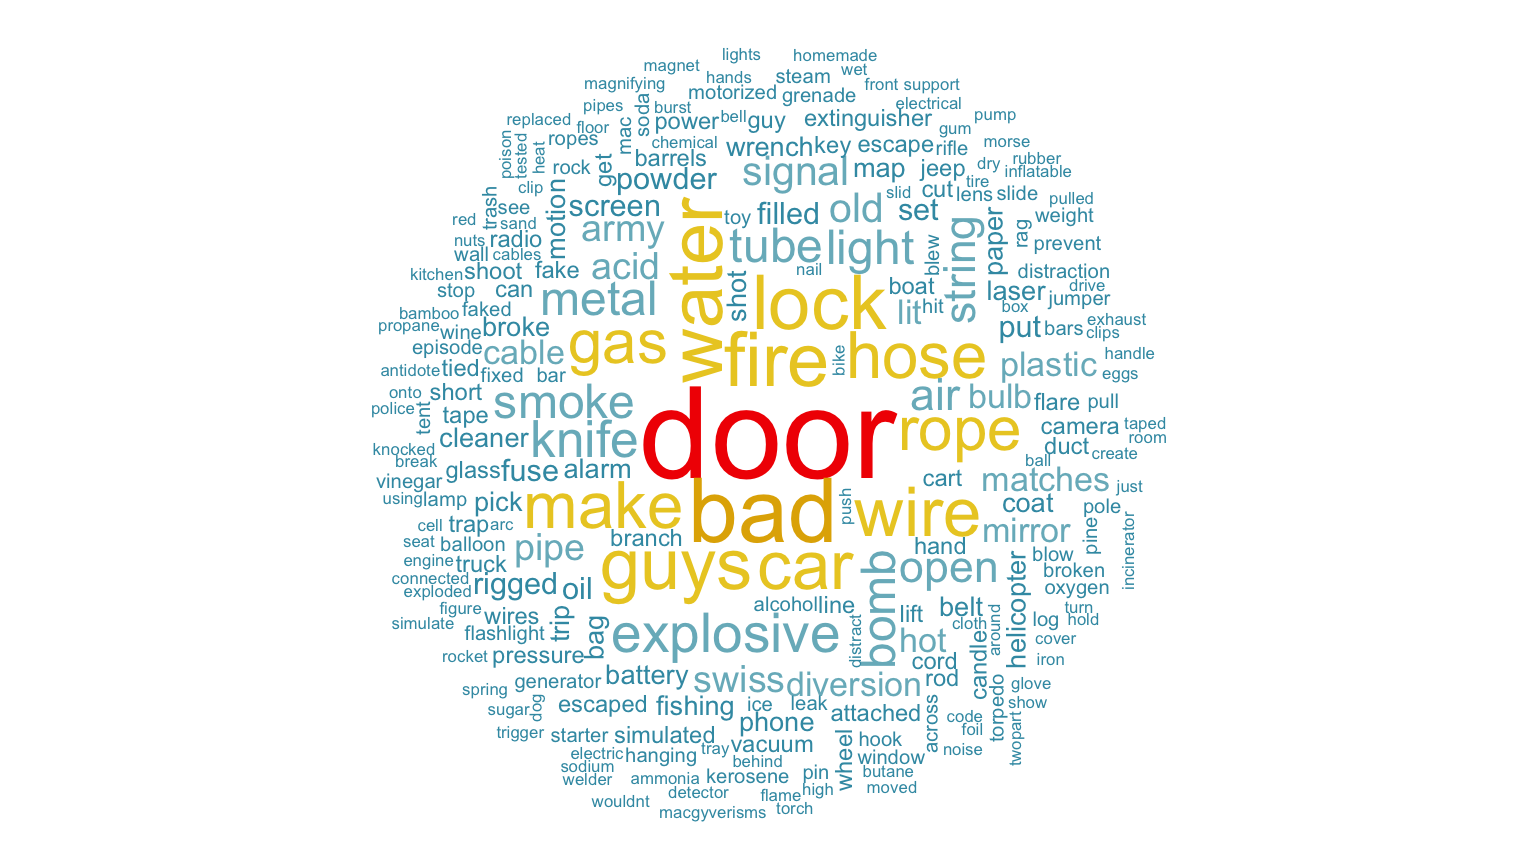 lights
homemade
magnet
hands
steam
wet
magnifying
motorized
grenade
front
support
pipes
burst
soda
electrical
replaced
floor
mac
power
bell
guy
extinguisher
pump
gum
poison
tested
heat
ropes
chemical
wrench
key
escape
rifle
morse
rock
get
barrels
signal
map
jeep
dry
rubber
inflatable
clip
powder
tire
trash
see
motion
screen
water
toy
filled
old
slid
set
cut
lens
slide
pulled
red
sand
army
tube
light
string
paper
rag
weight
nuts
radio
nail
blew
prevent
wall
cables
kitchen
shoot
fake
acid
shot
lock
boat
distraction
stop
can
metal
lit
hit
laser
drive
jumper
bamboo
faked
box
propane
wine
broke
gas
fire
bike
hose
put
bars
exhaust
clips
episode
cable
plastic
handle
antidote
tied
fixed
bar
eggs
onto
short
smoke
door
air
bulb
flare
pull
police
tent
tape
knife
rope
camera
taped
cleaner
duct
room
knocked
break
glass
fuse
alarm
ball
create
vinegar
cart
matches
just
using
lamp
pick
make
bad
push
wire
coat
pole
cell
trap
arc
mirror
pine
incinerator
seat
balloon
pipe
branch
hand
blow
engine
truck
guys
car
bomb
open
helicopter
broken
connected
exploded
rigged
oil
oxygen
figure
wires
trip
bag
alcohol
line
lift
belt
turn
simulate
flashlight
explosive
distract
hot
cloth
candle
around
log
hold
cover
rocket
pressure
cord
iron
spring
generator
battery
swiss
diversion
rod
torpedo
glove
sugar
dog
escaped
fishing
ice
leak
attached
across
code
show
trigger
starter
simulated
phone
foil
twopart
electric
hanging
tray
vacuum
wheel
hook
noise
sodium
behind
window
welder
ammonia
kerosene
pin
butane
detector
flame
high
moved
wouldnt
torch
macgyverisms